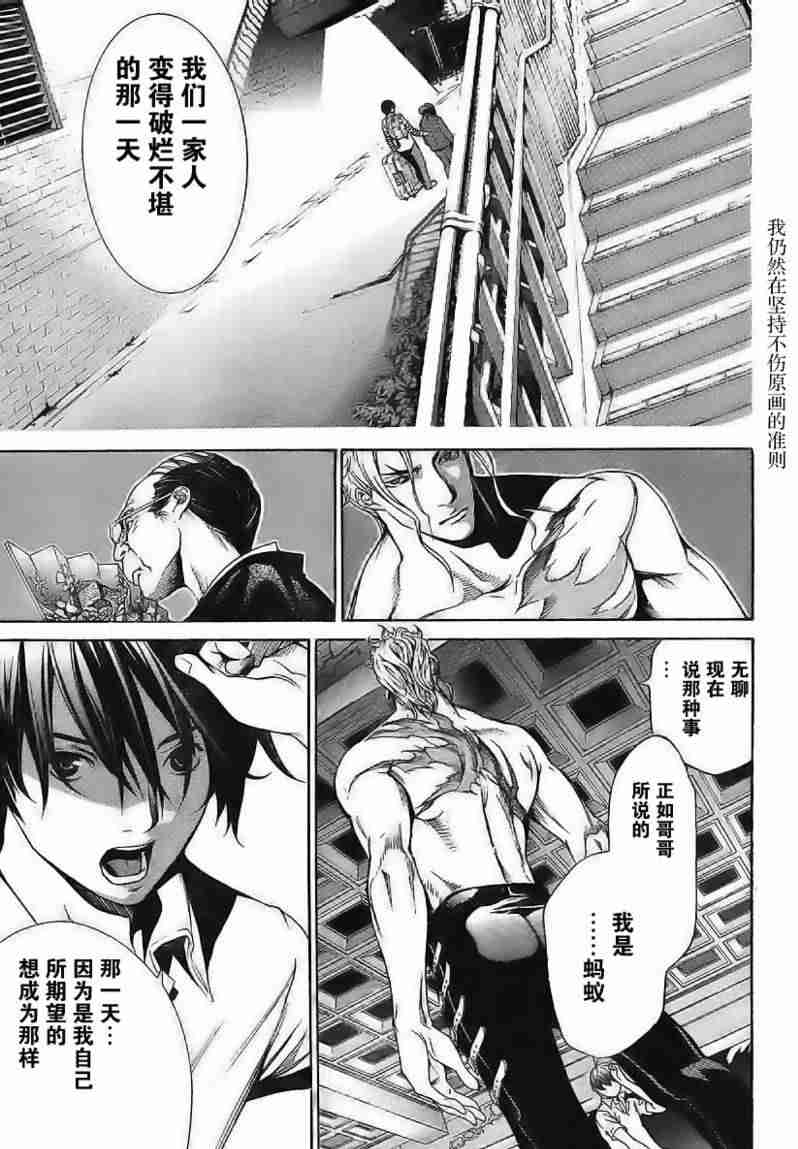 我们一家人
变得破烂不堪
的那一天
我仍然在坚持不伤原画的准则
无聊
现在
说那种事
…
正如哥哥
所说的
我是
……蚂蚁
那一天…
因为是我自己
所期望的
想成为那样